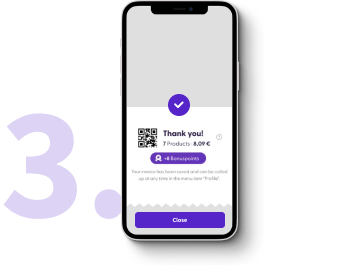 3.
Thank you!
7 Products · 8,09 €
+8 Bonuspoints
Your invoice has been saved and can be called
up at any time in the menu item "Profile".
Close